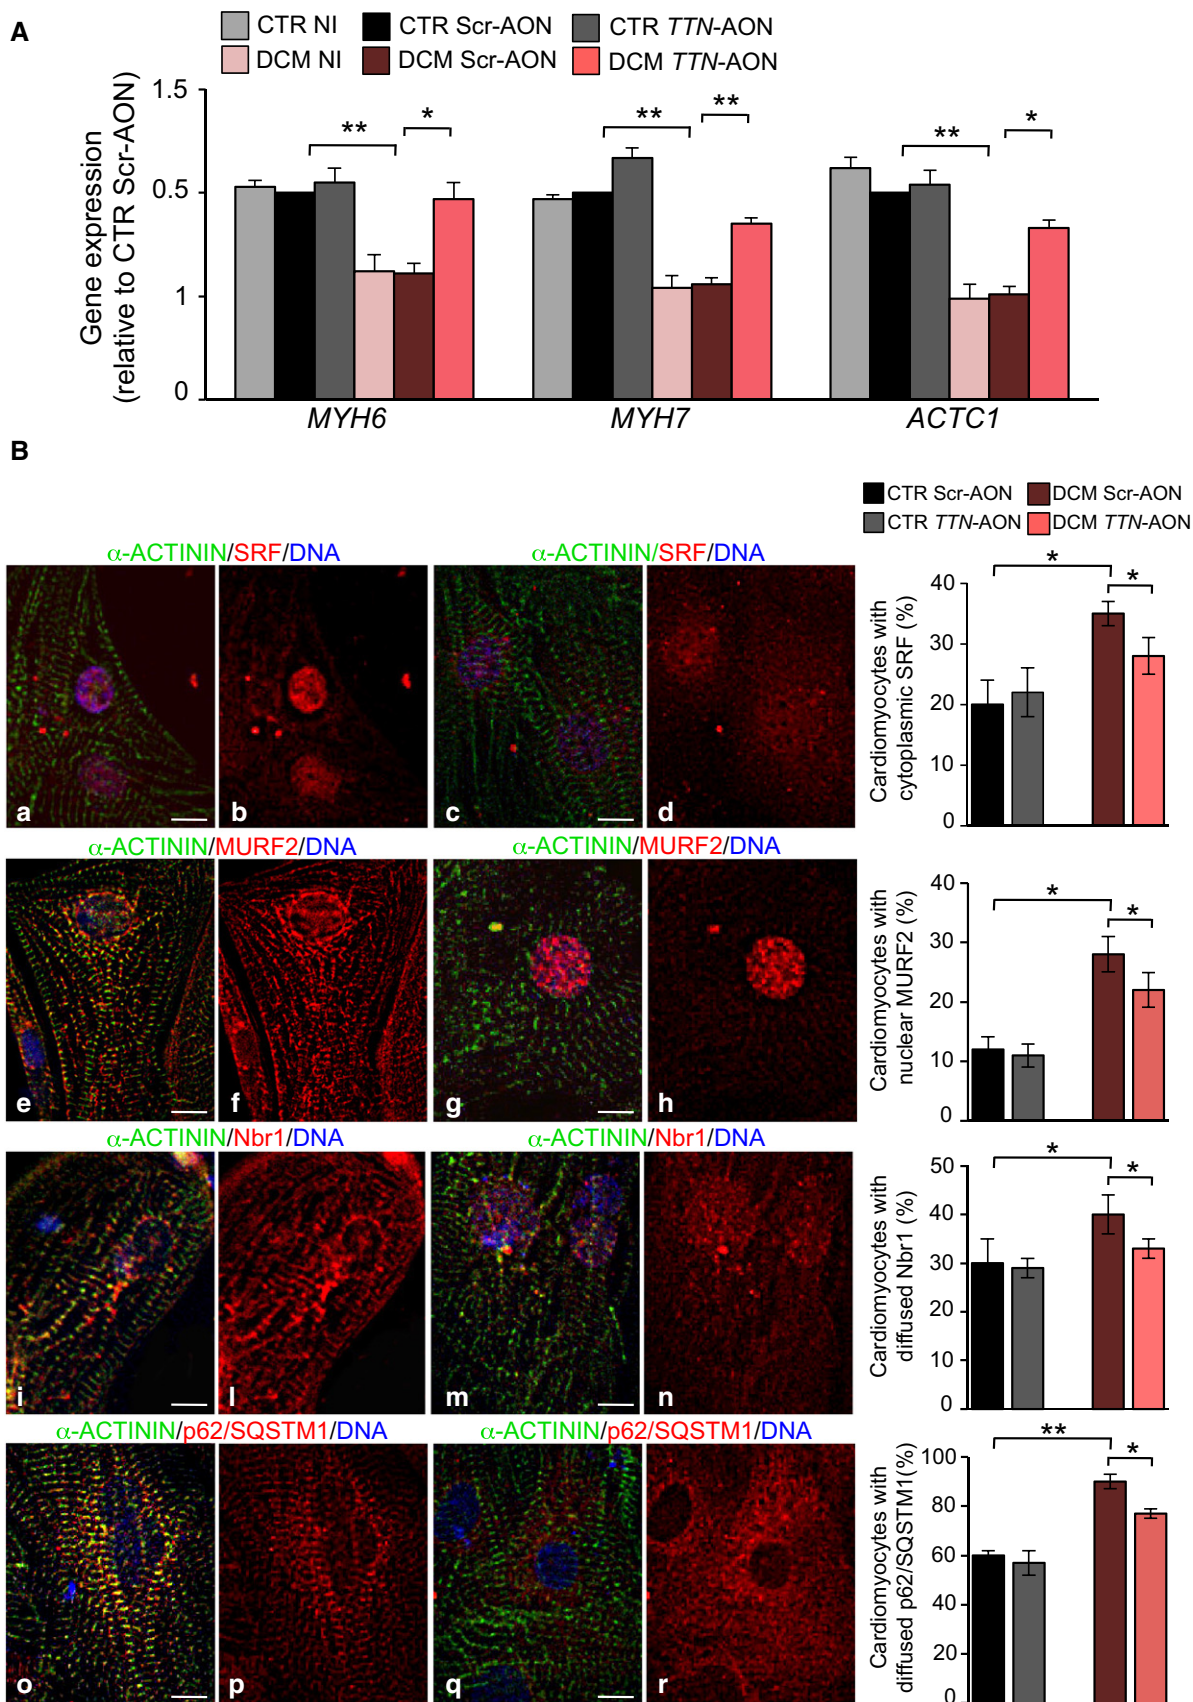 A
CTR NI CTR Scr-AON CTR TTN-AON
DCM NI DCM Scr-AON DCM TTN-AON
Gene expression
(relative to CTR Scr-AON)
1.5
0.5
1
0
** * ** ** ** *
MYH6 MYH7 ACTC1
B
CTR Scr-AON DCM Scr-AON
CTR TTN-AON DCM TTN-AON
α-ACTININ/SRF/DNA α-ACTININ/SRF/DNA
a b c d
Cardiomyocytes with
cytoplasmic SRF (%)
40
30
20
10
0
* *
α-ACTININ/MURF2/DNA α-ACTININ/MURF2/DNA
e f g h
Cardiomyocytes with
nuclear MURF2 (%)
40
30
20
10
0
* *
α-ACTININ/Nbr1/DNA α-ACTININ/Nbr1/DNA
i l m n
Cardiomyocytes with
diffused Nbr1 (%)
50
40
30
20
10
0
* *
α-ACTININ/p62/SQSTM1/DNA α-ACTININ/p62/SQSTM1/DNA
o p q r
Cardiomyocytes with
diffused p62/SQSTM1(%)
100
80
60
40
20
0
** *